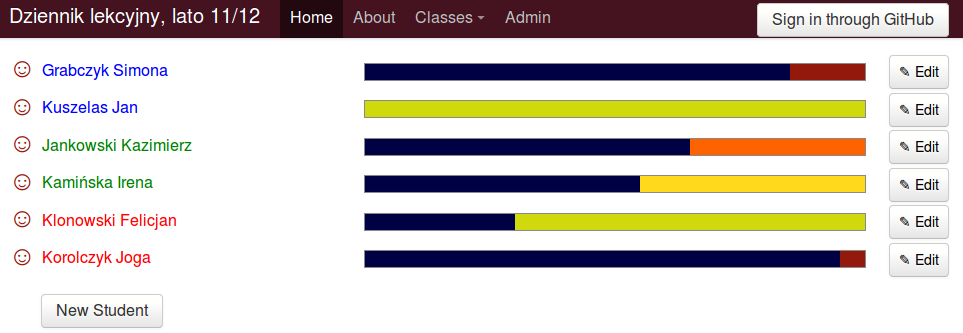 Dziennik lekcyjny, lato 11/12 Home About Classes Admin Sign in through GitHub
Grabczyk Simona Edit
Kuszelas Jan Edit
Jankowski Kazimierz Edit
Kamińska Irena Edit
Klonowski Felicjan Edit
Korolczyk Joga Edit
New Student